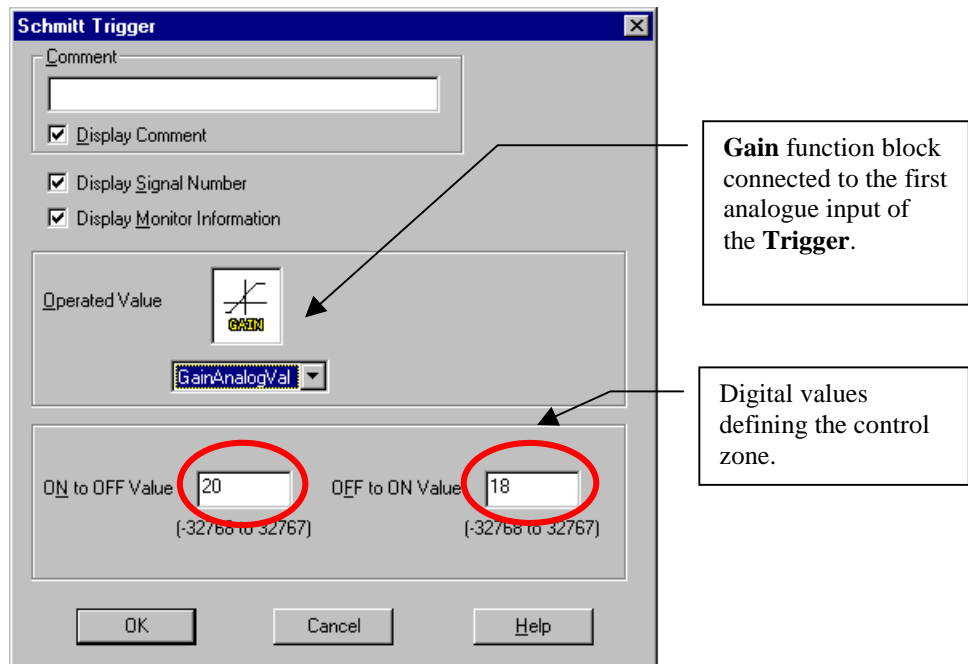 Schmitt Trigger
Comment
Display Comment
Display Signal Number
Display Monitor Information
Gain function block
connected to the first
analogue input of
the Trigger.
Operated Value
GAIN
GainAnalogVal
Digital values
defining the control
zone.
ON to OFF Value 20 OFF to ON Value 18
(-32768 to 32767) (-32768 to 32767)
OK Cancel Help